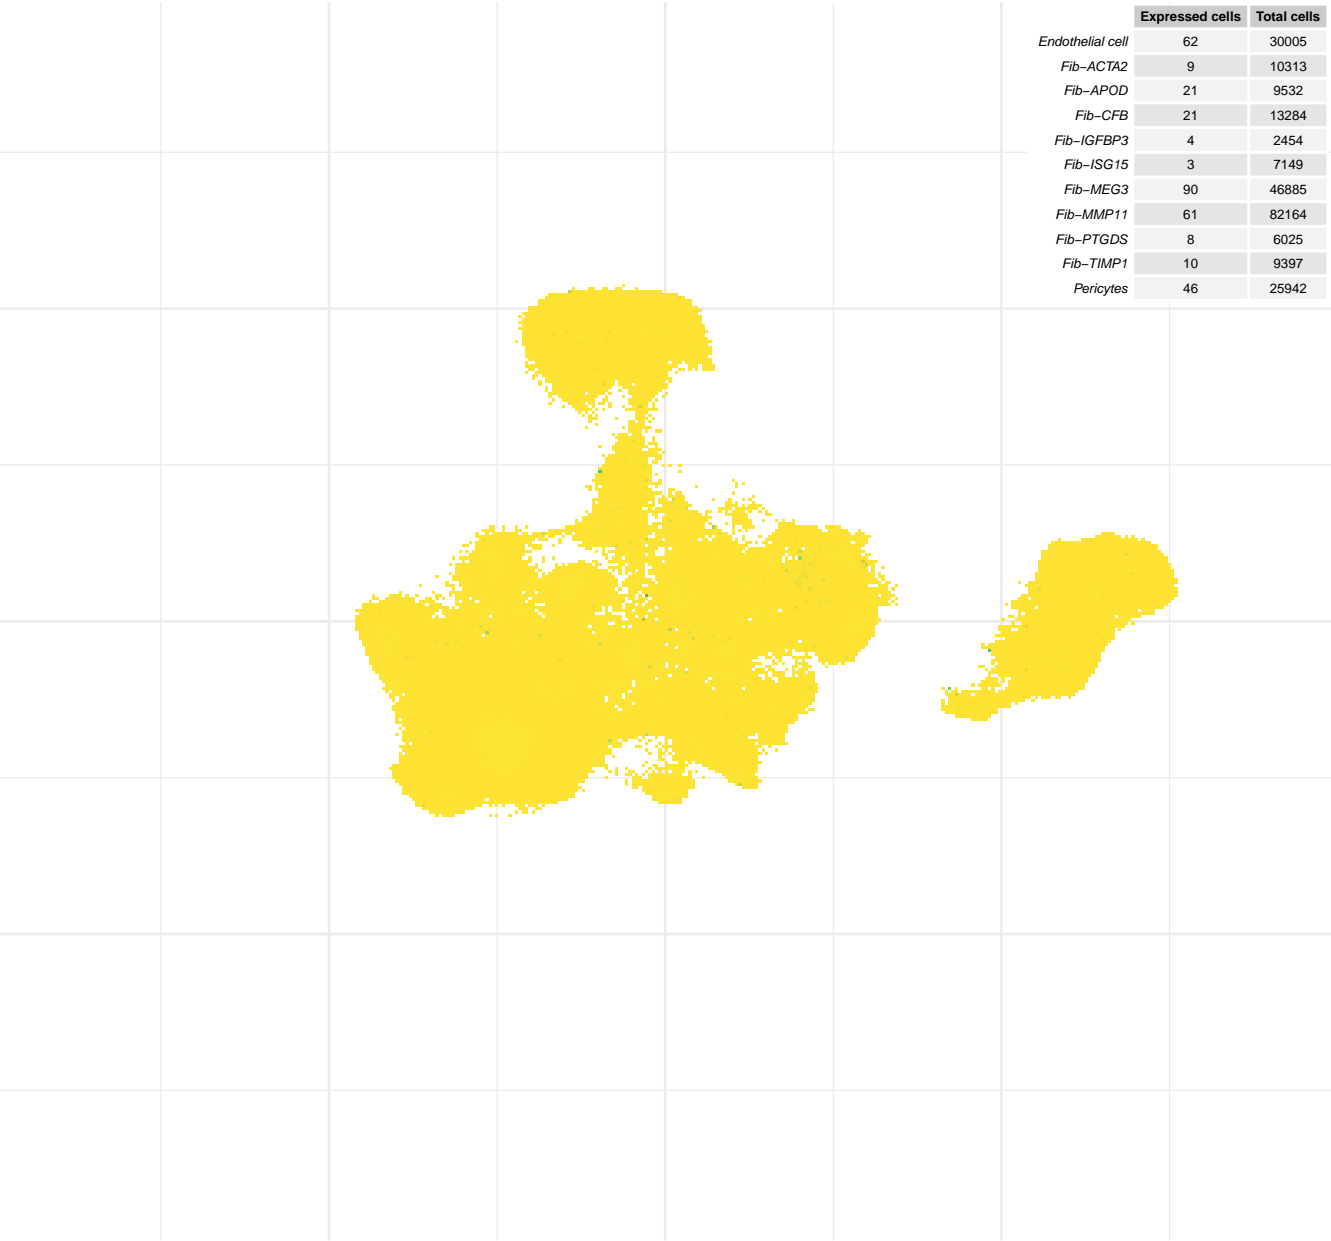 Expressed cells Total cells
Endothelial cell 62 30005
Fib−ACTA2 9 10313
Fib−APOD 21 9532
Fib−CFB 21 13284
Fib−IGFBP3 4 2454
Fib−ISG15 3 7149
Fib−MEG3 90 46885
Fib−MMP11 61 82164
Fib−PTGDS 8 6025
Fib−TIMP1 10 9397
Pericytes 46 25942